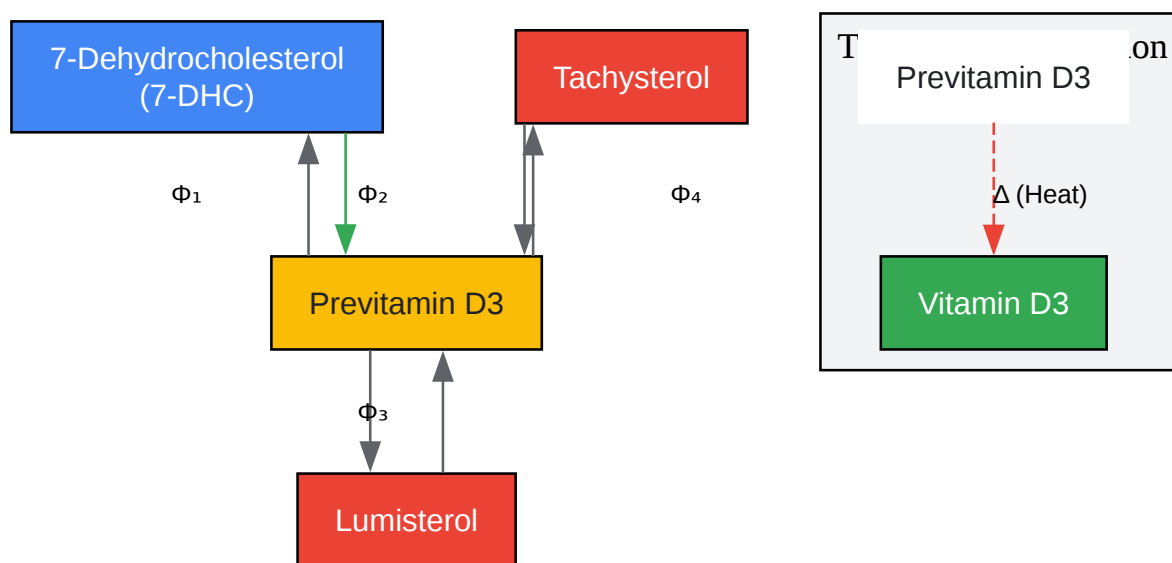 7-Dehydrocholesterol
(7-DHC)
Tachysterol
Previtamin D3
Φ₁
Φ₂
Φ₄
Δ (Heat)
Previtamin D3
Vitamin D3
Φ₃
Lumisterol